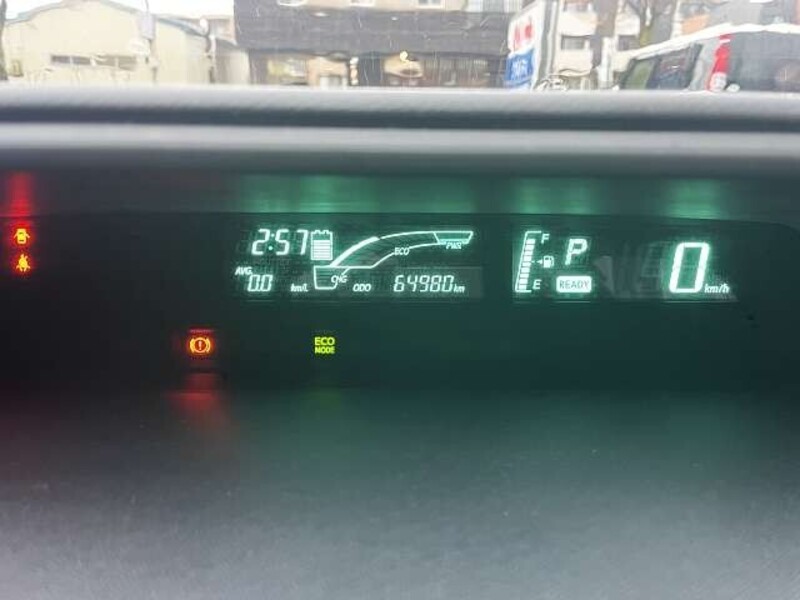 2:57
ECO
PWR
CHG
AVG.
0.0 km/L
ODO 64980 km
F
E
P
READY
0 km/h
ECO
MODE